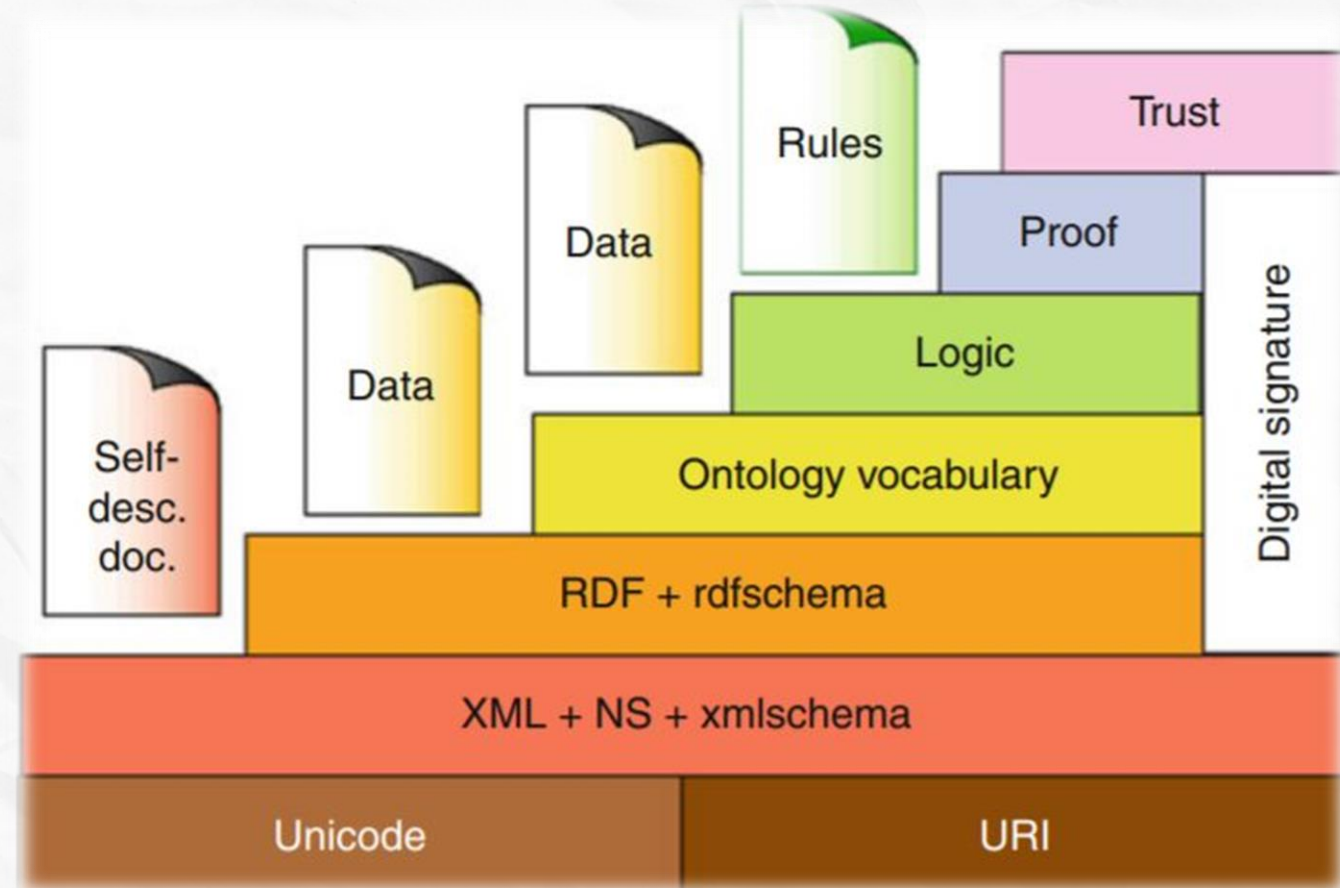 Rules
Trust
Data
Proof
Data
Logic
Self-
desc.
doc.
Ontology vocabulary
Digital signature
RDF + rdfschema
XML + NS + xmlschema
Unicode
URI